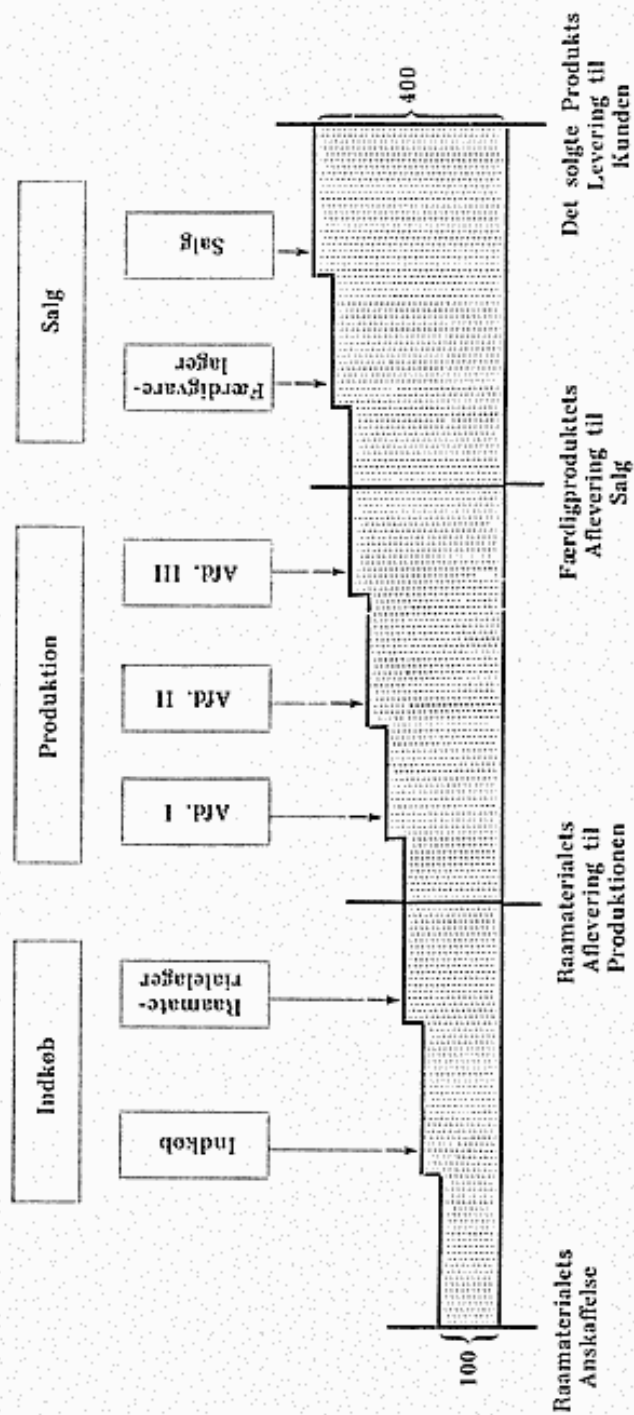 Indkøb
Produktion
Salg
Indkøb
Raamate-
rialelager
Afd. I
Afd. II
Afd. III
Færdigvare-
lager
Salg
100
400
Raamaterialets
Anskaffelse
Raamaterialets
Aflevering til
Produktionen
Færdigproduktets
Aflevering til
Salg
Det solgte Produkts
Levering til
Kunden